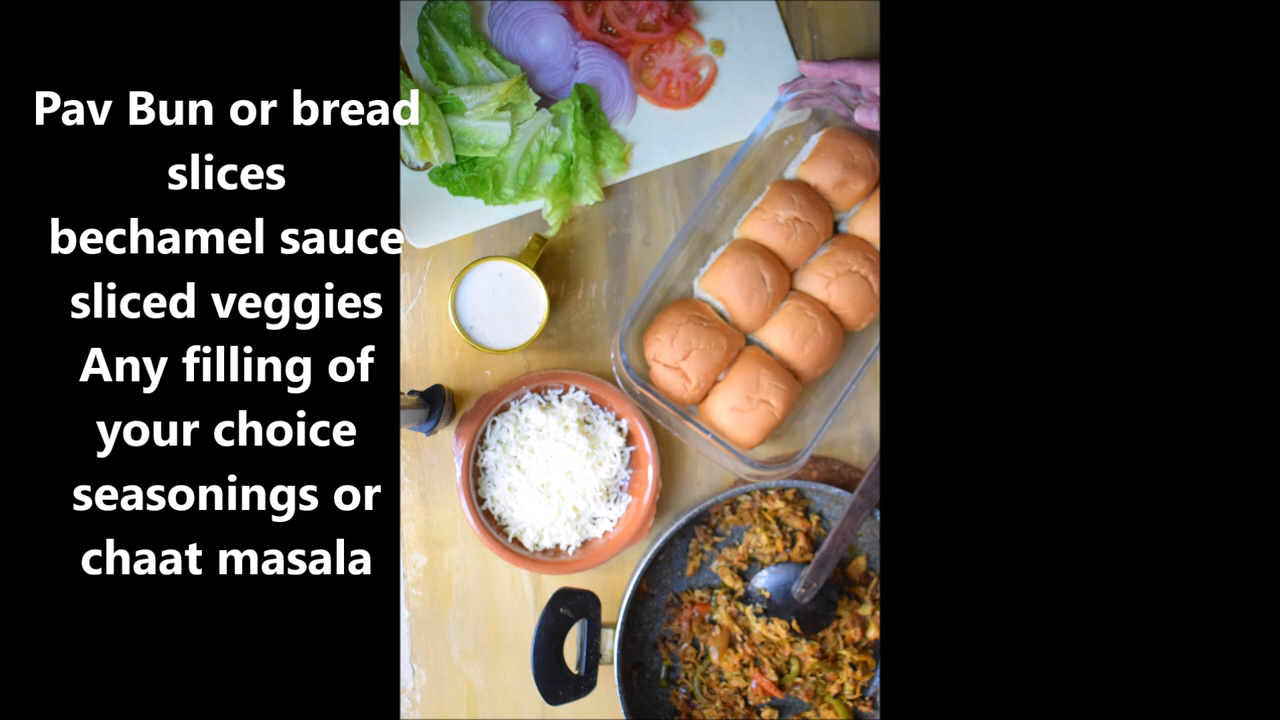 Pav Bun or bread
slices
bechamel sauce
sliced veggies
Any filling of
your choice
seasonings or
chaat masala